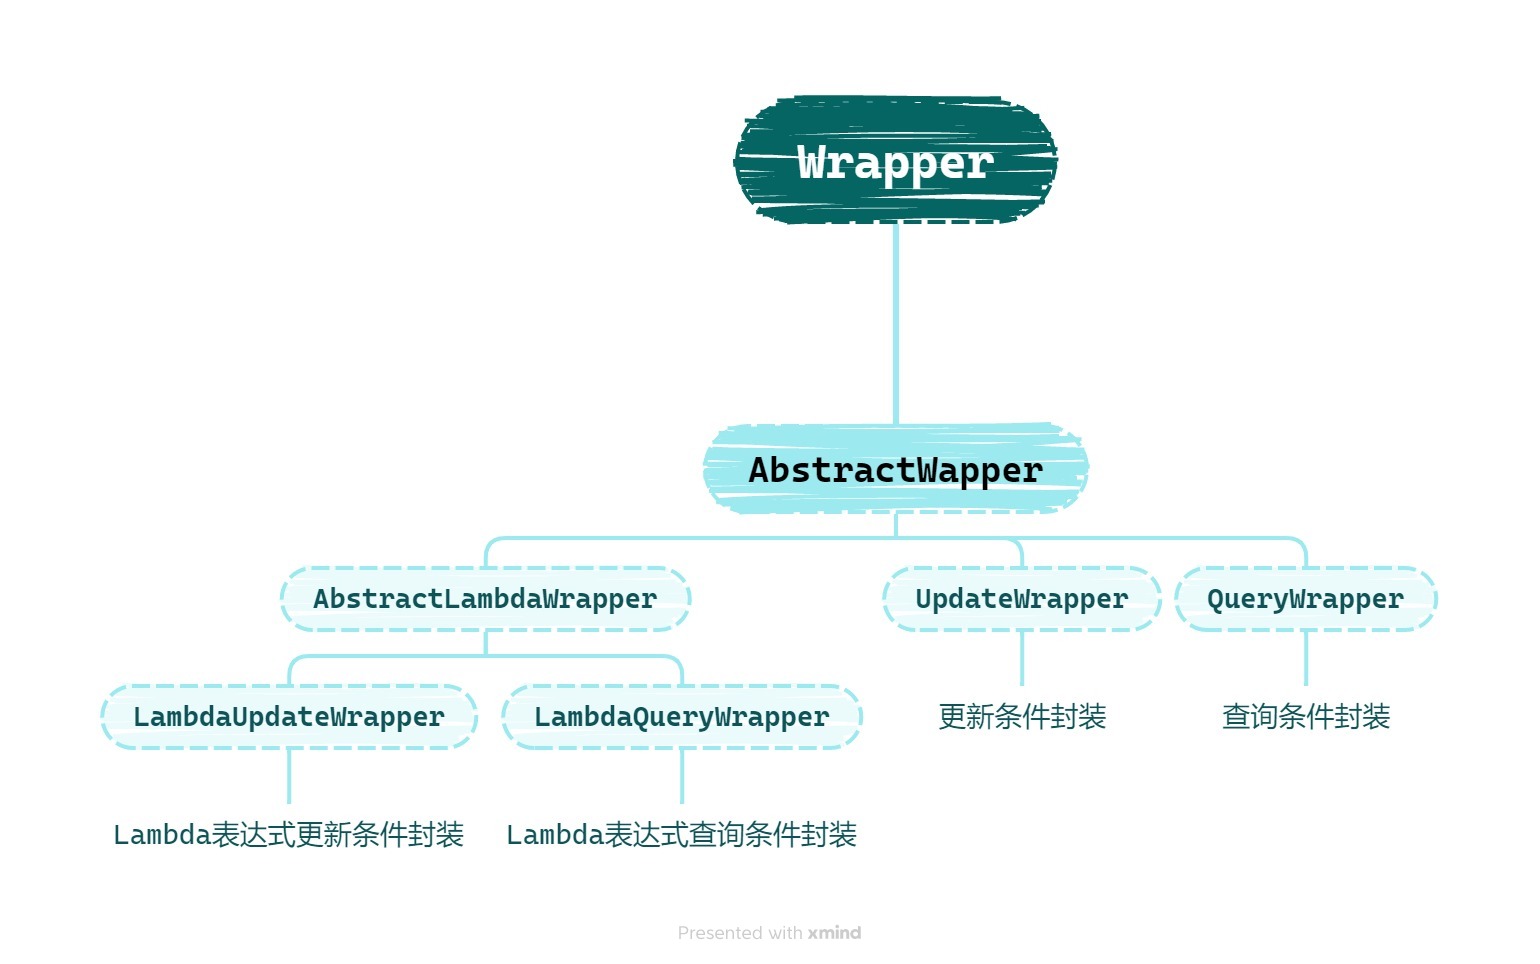 Wrapper
AbstractWapper
AbstractLambdaWrapper
UpdateWrapper
QueryWrapper
LambdaUpdateWrapper
LambdaQueryWrapper
更新条件封装
查询条件封装
Lambda表达式更新条件封装
Lambda表达式查询条件封装
Presented with xmind